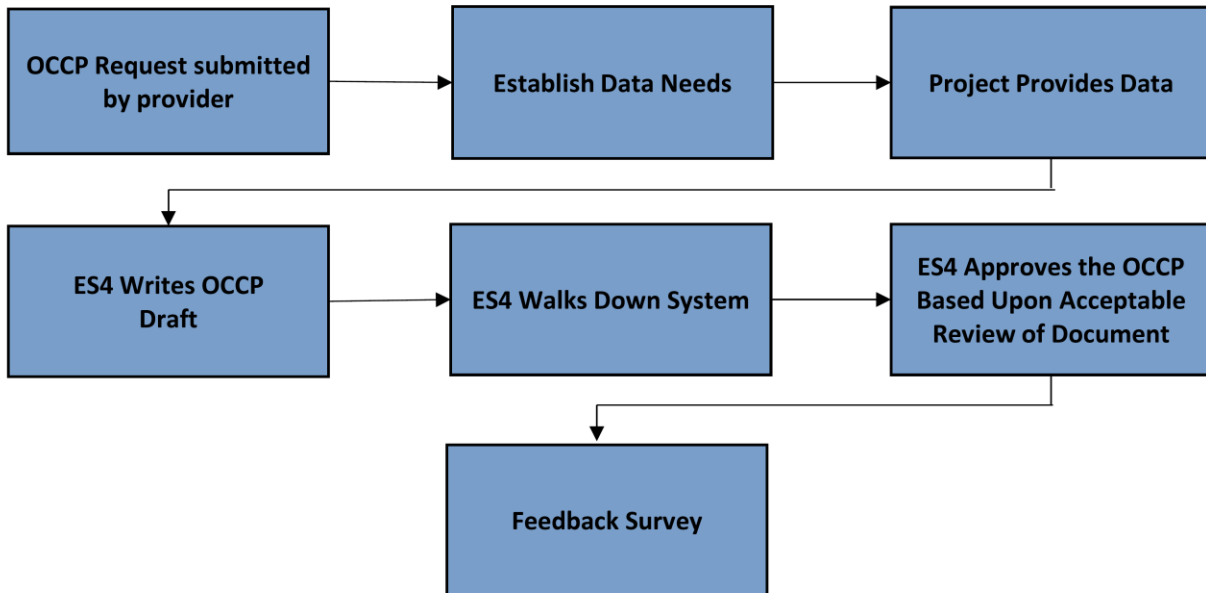 OCCP Request submitted
by provider
Establish Data Needs
Project Provides Data
ES4 Writes OCCP
Draft
ES4 Walks Down System
ES4 Approves the OCCP
Based Upon Acceptable
Review of Document
Feedback Survey